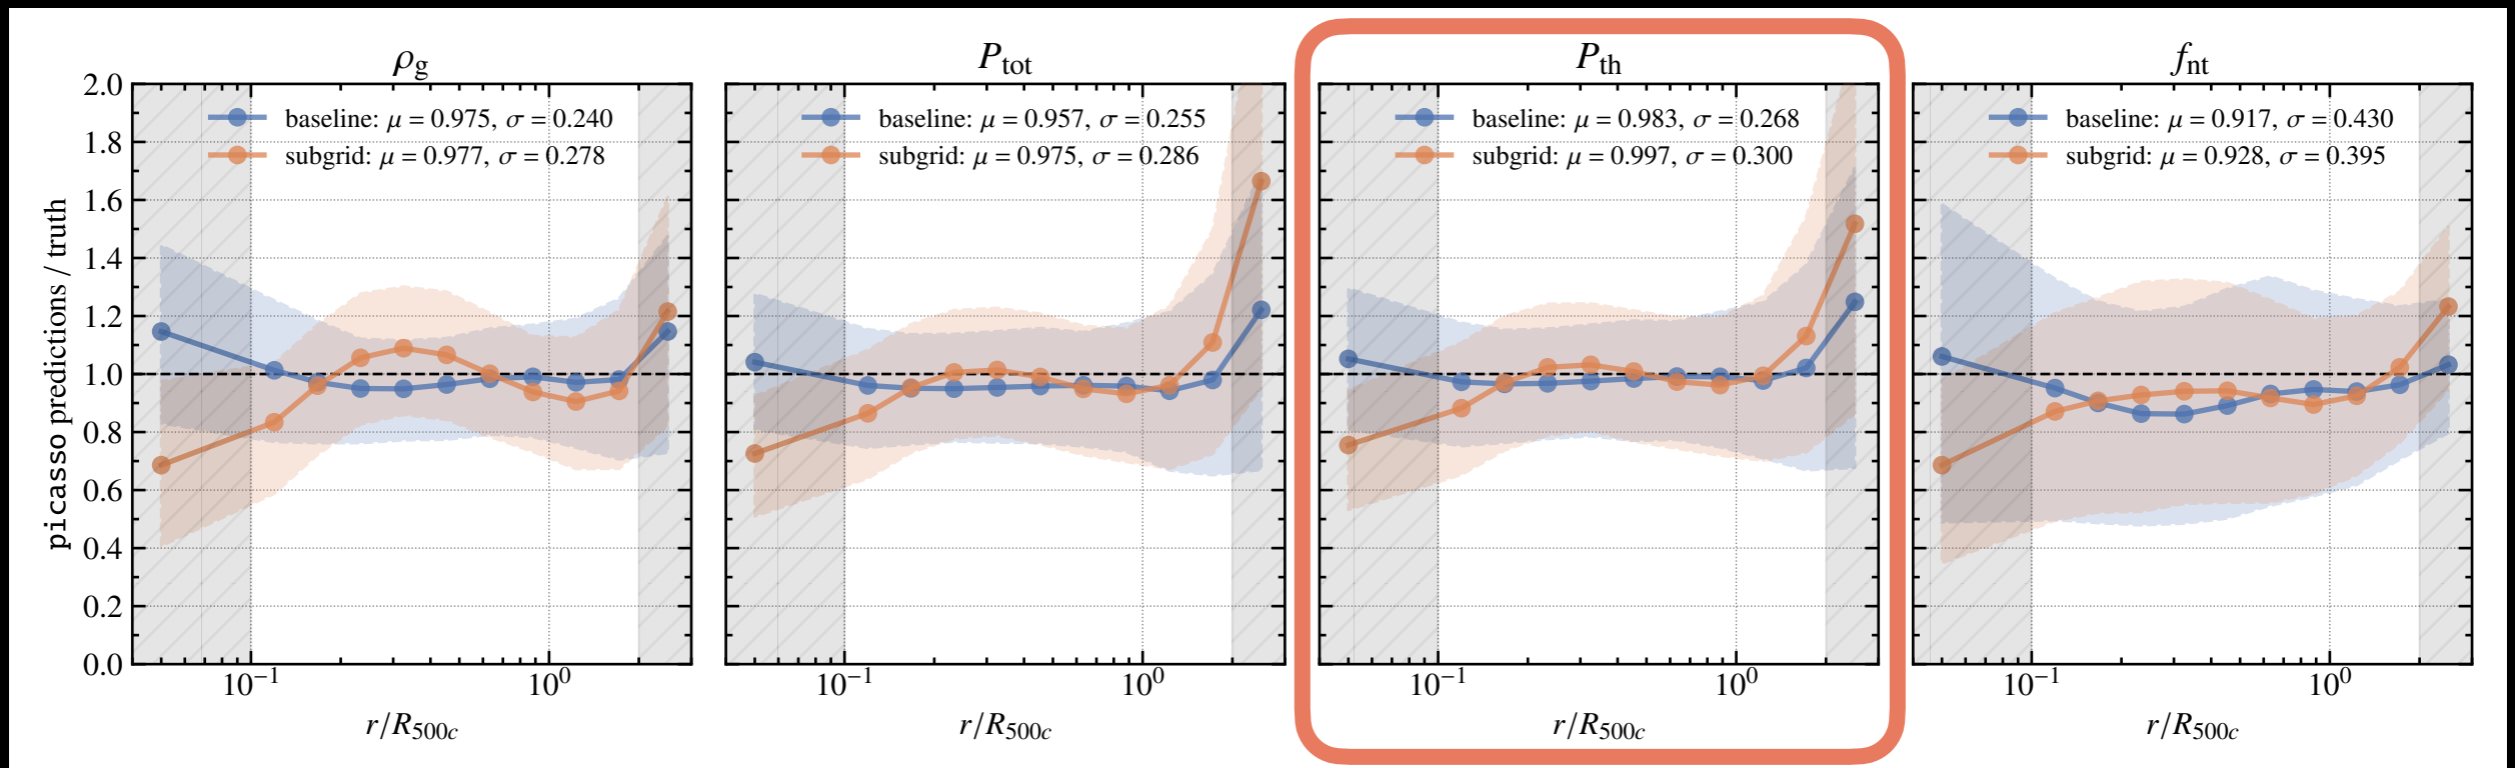 ρg
Ptot
Pth
fnt
picasso predictions / truth
2.0
1.8
1.6
1.4
1.2
1.0
0.8
0.6
0.4
0.2
0.0
baseline: μ = 0.975, σ = 0.240
subgrid: μ = 0.977, σ = 0.278
baseline: μ = 0.957, σ = 0.255
subgrid: μ = 0.975, σ = 0.286
baseline: μ = 0.983, σ = 0.268
subgrid: μ = 0.997, σ = 0.300
baseline: μ = 0.917, σ = 0.430
subgrid: μ = 0.928, σ = 0.395
10⁻¹ 10⁰
10⁻¹ 10⁰
10⁻¹ 10⁰
10⁻¹ 10⁰
r/R500c
r/R500c
r/R500c
r/R500c